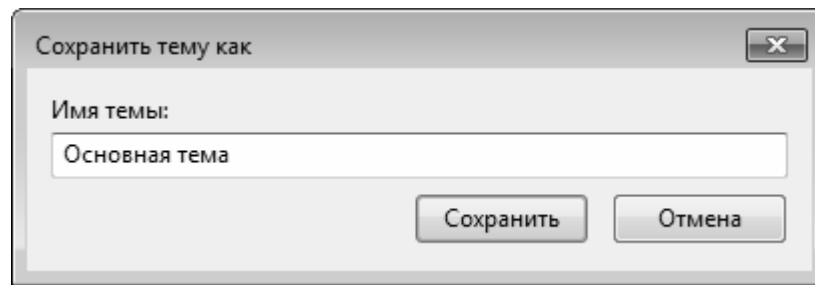 Сохранить тему как
Имя темы:
Основная тема
Сохранить Отмена